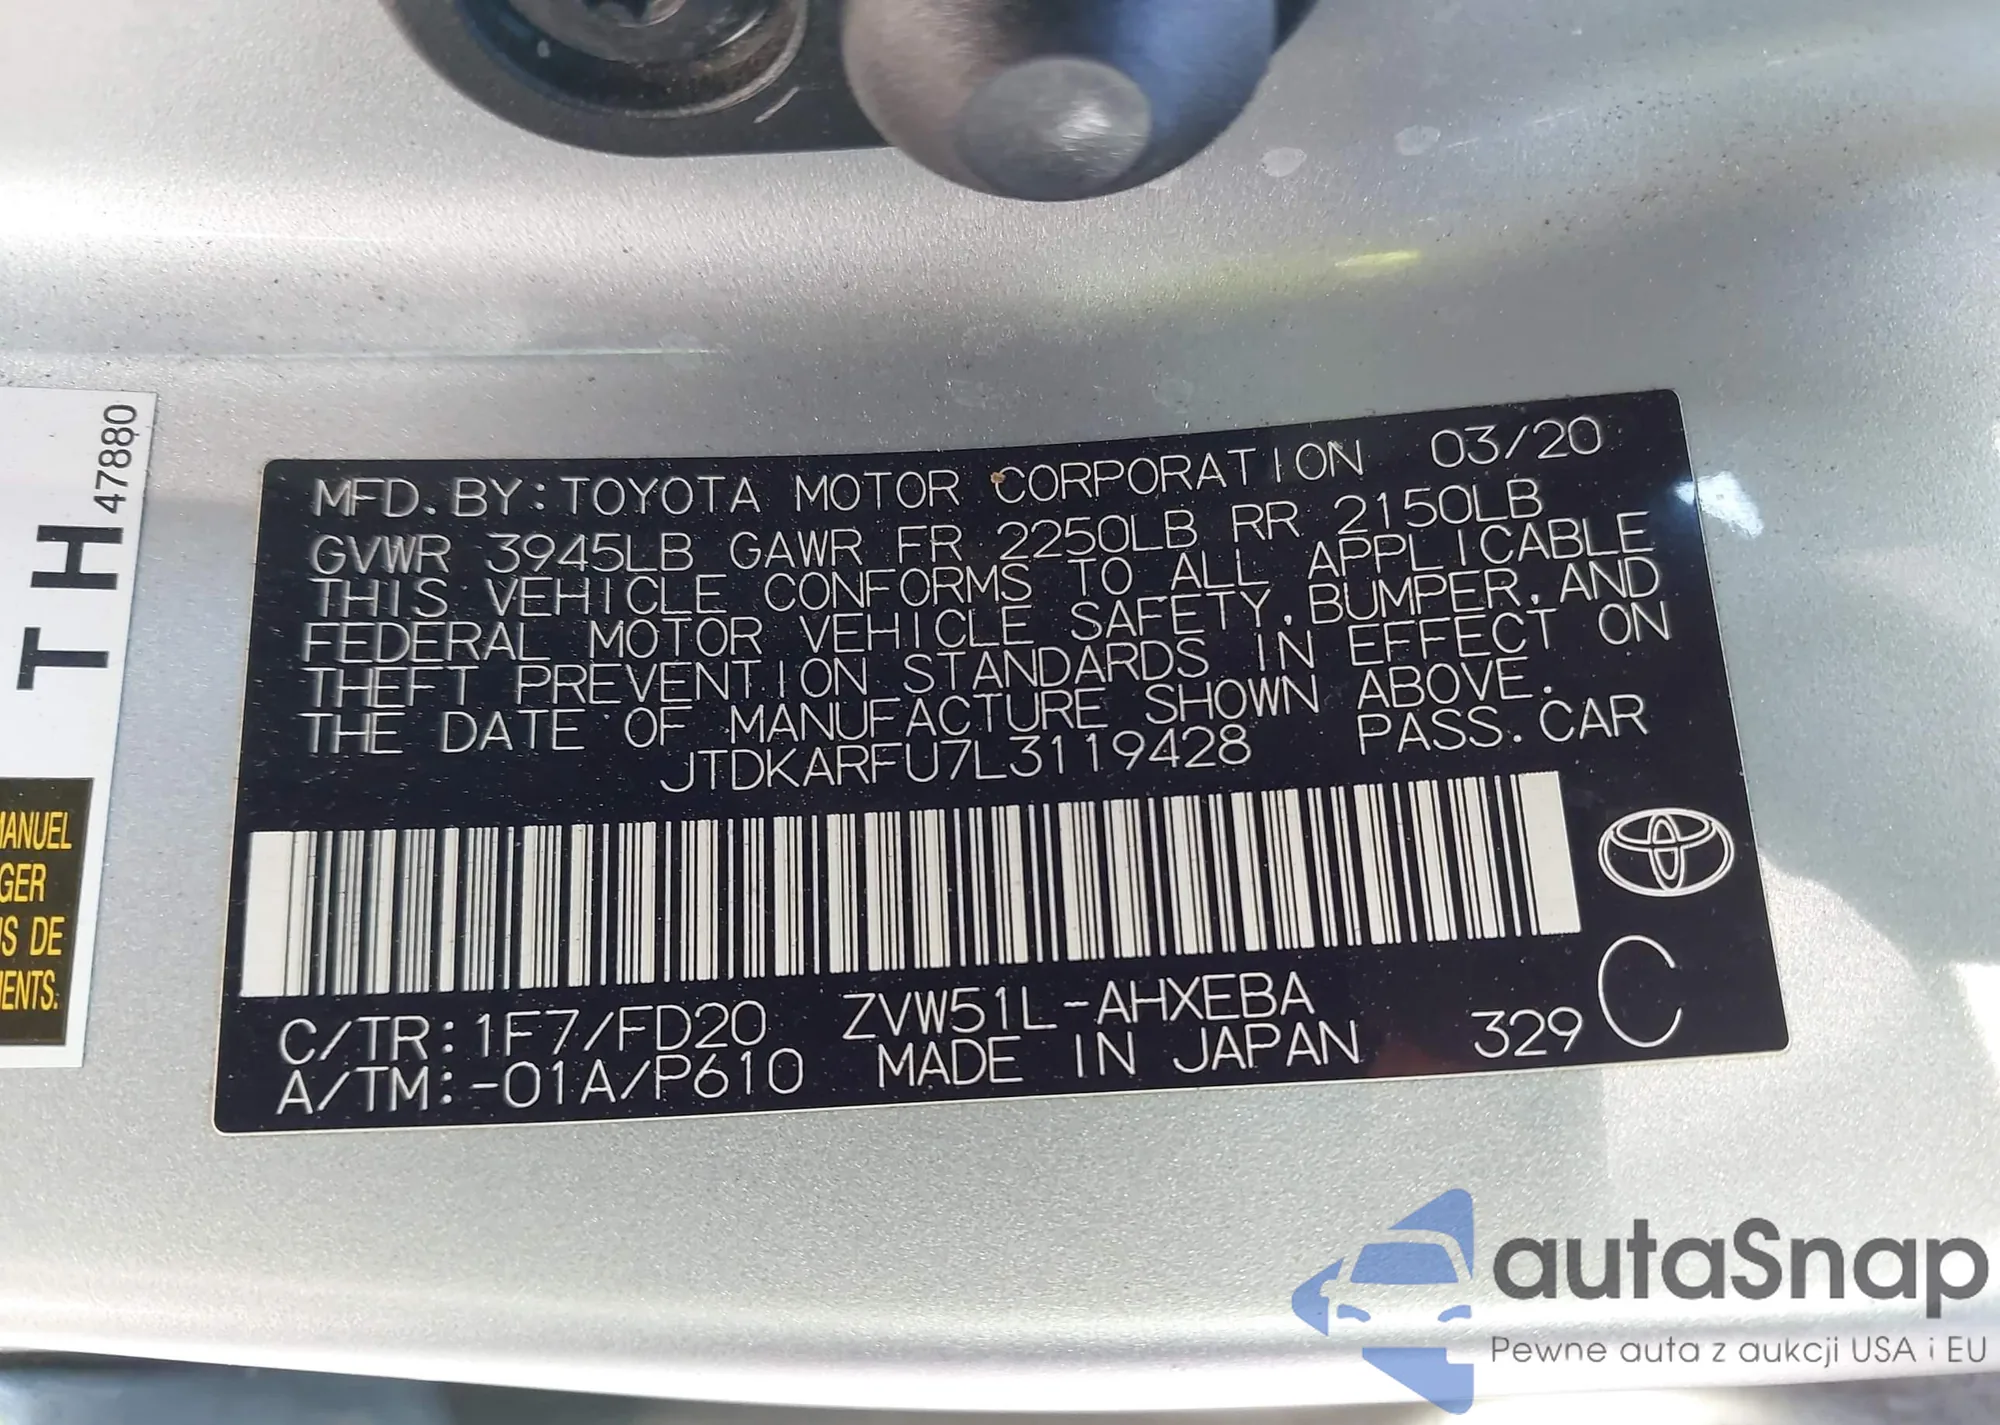 MFD. BY: TOYOTA MOTOR CORPORATION 03/20
GVWR 3945LB GAWR FR 2250LB RR 2150LB
THIS VEHICLE CONFORMS TO ALL APPLICABLE
FEDERAL MOTOR VEHICLE SAFETY, BUMPER, AND
THEFT PREVENTION STANDARDS IN EFFECT ON
THE DATE OF MANUFACTURE SHOWN ABOVE.
JTDKARFU7L3119428 PASS. CAR
C/TR: 1F7/FD20 ZVW51L-AHXEBA
A/TM: -01A/P610 MADE IN JAPAN 329 C
TH
47880
MANUEL
GER
IS DE
MENTS.
autaSnap
Pewne auta z aukcji USA i EU